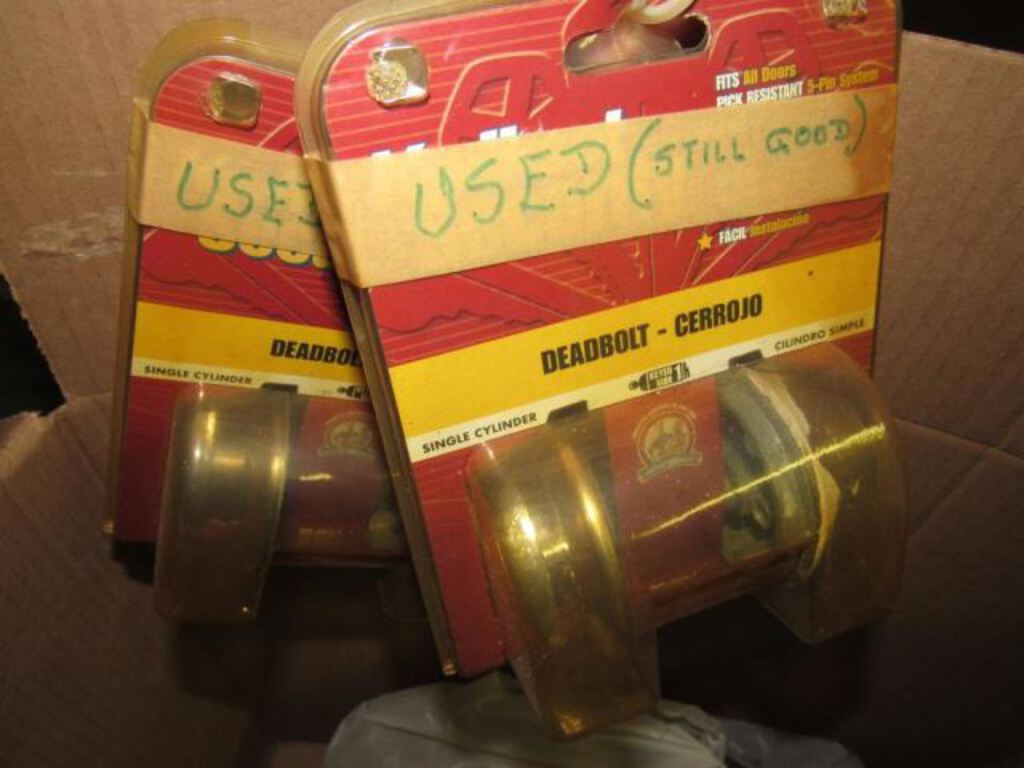 USED
DEADBOL
SINGLE CYLINDER
FITS All Doors
PICK RESISTANT 5-Pin System
USED (STILL GOOD)
FÁCIL Instalación
DEADBOLT - CERROJO
SINGLE CYLINDER
CILINDRO SIMPLE